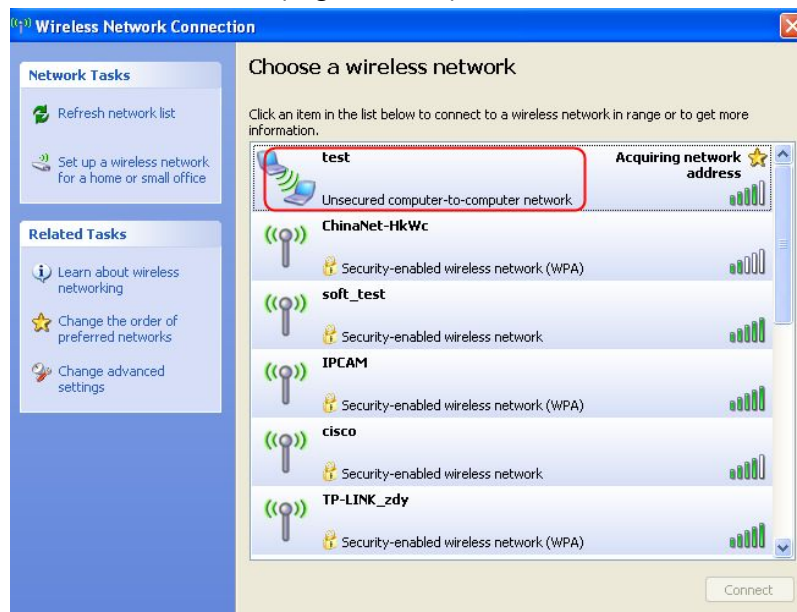 Wireless Network Connection
Network Tasks
Refresh network list
Set up a wireless network
for a home or small office
Related Tasks
Learn about wireless
networking
Change the order of
preferred networks
Change advanced
settings
Choose a wireless network
Click an item in the list below to connect to a wireless network in range or to get more
information.
test
Acquiring network
address
Unsecured computer-to-computer network
ChinaNet-HkWc
Security-enabled wireless network (WPA)
soft_test
Security-enabled wireless network
IPCAM
Security-enabled wireless network (WPA)
cisco
Security-enabled wireless network
TP-LINK_zdy
Security-enabled wireless network (WPA)
Connect